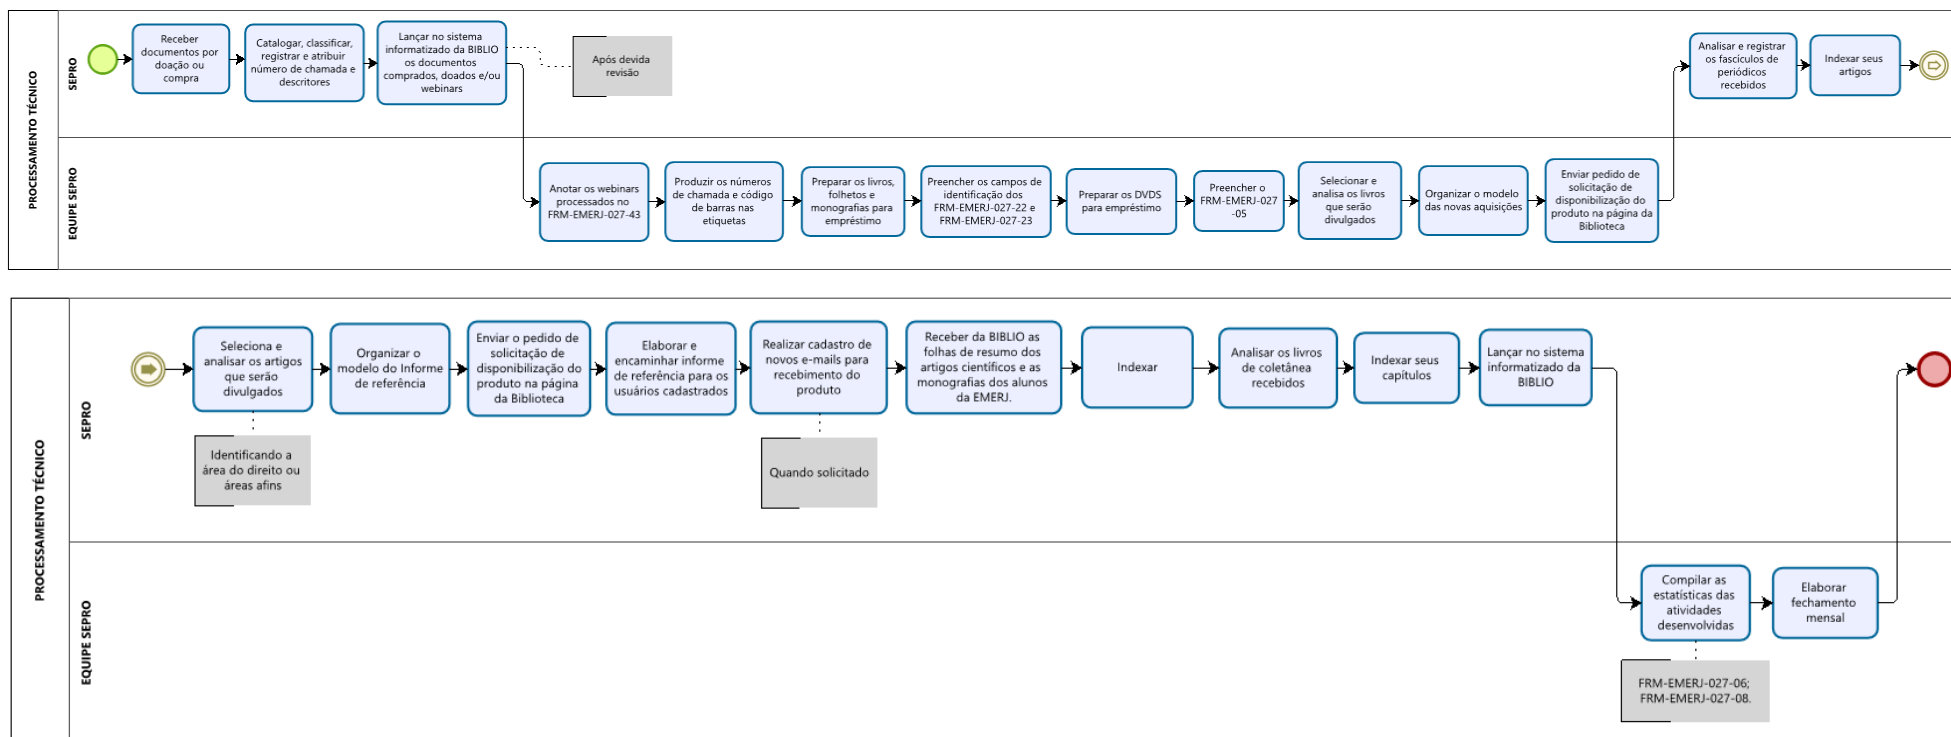 PROCESSAMENTO TÉCNICO
SEPRO
Receber
documentos por
doação ou
compra
Catalogar, classificar,
registrar e atribuir
número de chamada e
descritores
Lançar no sistema
informatizado da BIBLIO
os documentos
comprados, doados e/ou
webinars
Após devida
revisão
Analisar e registrar
os fascículos de
periódicos
recebidos
Indexar seus
artigos
EQUIPE SEPRO
Anotar os webinars
processados no
FRM-EMERJ-027-43
Produzir os números
de chamada e código
de barras nas
etiquetas
Preparar os livros,
folhetos e
monografias para
empréstimo
Preencher os campos de
identificação dos
FRM-EMERJ-027-22 e
FRM-EMERJ-027-23
Preparar os DVDS
para empréstimo
Preencher o
FRM-EMERJ-027
-05
Selecionar e
analisa os livros
que serão
divulgados
Organizar o modelo
das novas aquisições
Enviar pedido de
solicitação de
disponibilização do
produto na página da
Biblioteca
PROCESSAMENTO TÉCNICO
SEPRO
Seleciona e
analisar os artigos
que serão
divulgados
Organizar o
modelo do Informe
de referência
Enviar o pedido de
solicitação de
disponibilização do
produto na página
da Biblioteca
Elaborar e
encaminhar informe
de referência para os
usuários cadastrados
Realizar cadastro de
novos e-mails para
recebimento do
produto
Receber da BIBLIO as
folhas de resumo dos
artigos científicos e as
monografias dos alunos
da EMERJ.
Indexar
Analisar os livros
de coletânea
recebidos
Indexar seus
capítulos
Lançar no sistema
informatizado da
BIBLIO
Identificando a
área do direito ou
áreas afins
Quando solicitado
EQUIPE SEPRO
Compilar as
estatísticas das
atividades
desenvolvidas
Elaborar
fechamento
mensal
FRM-EMERJ-027-06;
FRM-EMERJ-027-08.